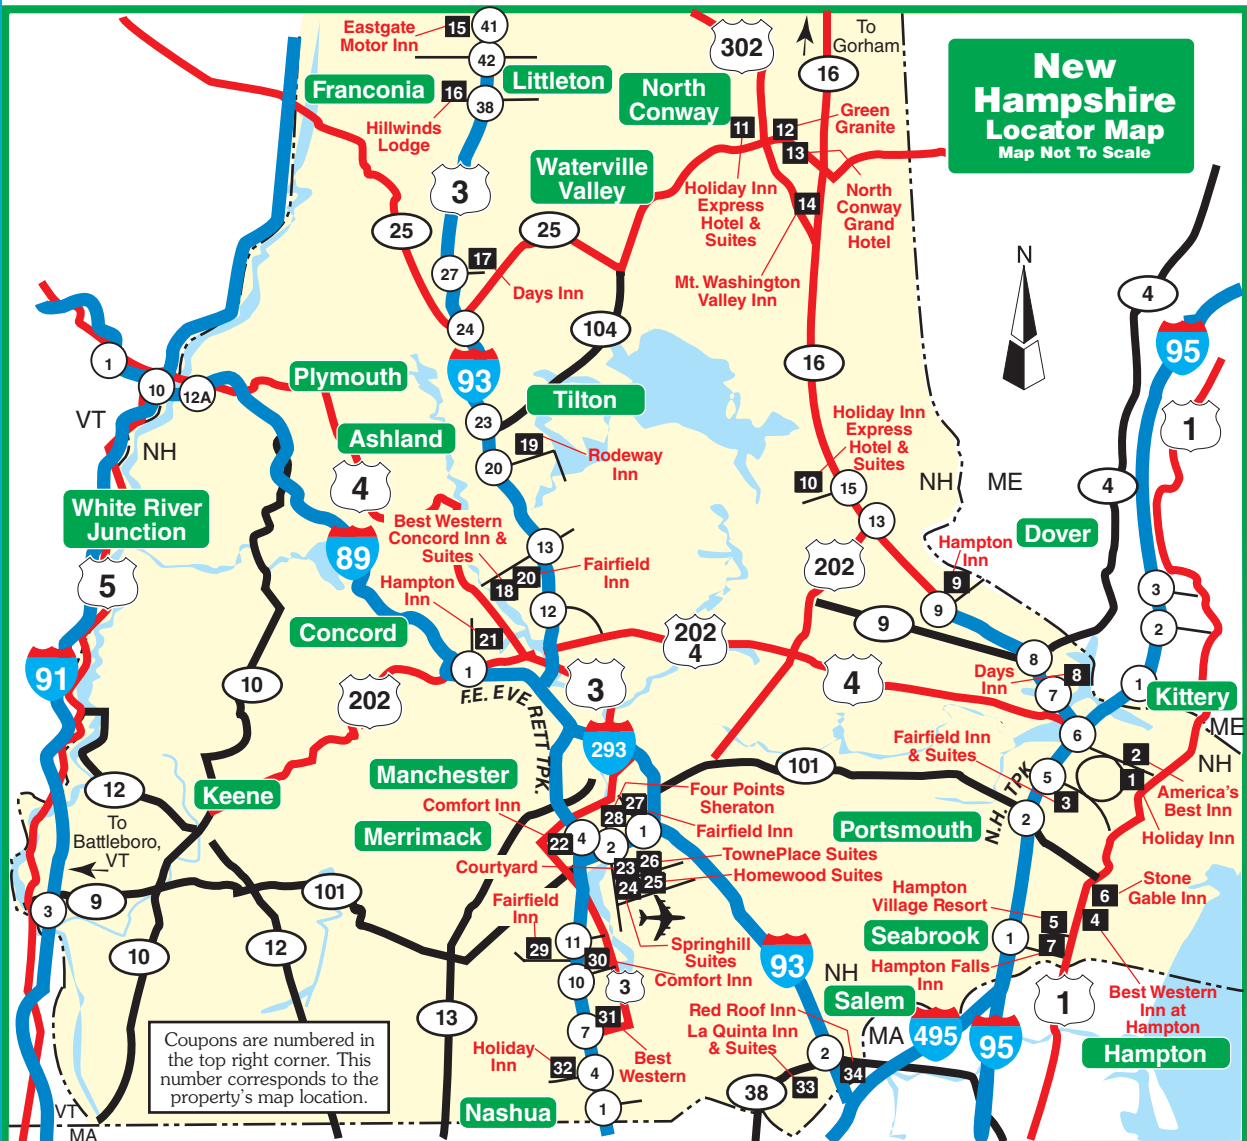 New
Hampshire
Locator Map
Map Not To Scale
Eastgate
Motor Inn
15
41
42
Littleton
Franconia
16
38
Hillwinds
Lodge
302
To
Gorham
16
North
Conway
11
12
Green
Granite
13
Waterville
Valley
3
Holiday Inn
Express
Hotel &
Suites
14
North
Conway
Grand
Hotel
25
25
17
27
Days Inn
Mt. Washington
Valley Inn
N
4
24
104
16
95
1
10
12A
Plymouth
93
Tilton
1
VT
NH
23
Ashland
19
20
Rodeway
Inn
Holiday Inn
Express
Hotel &
Suites
10
15
NH
ME
4
4
White River
Junction
13
Dover
Best Western
Concord Inn &
Suites
89
13
20
18
Fairfield
Inn
202
Hampton
Inn
9
5
Hampton
Inn
3
12
9
9
2
Concord
21
202
4
8
1
91
10
202
F.E. EVERETT TPK.
3
4
Days
Inn
8
7
1
Kittery
ME
NH
293
6
Fairfield Inn
& Suites
2
101
N.H. TPK
5
1
America's
Best Inn
Manchester
Keene
12
Comfort Inn
Four Points
Sheraton
27
28
3
2
Portsmouth
Holiday Inn
To
Battleboro,
VT
Merrimack
22
4
2
1
Fairfield Inn
TownePlace Suites
26
23
Courtyard
Homewood Suites
24
25
Stone
Gable Inn
3
9
101
Fairfield
Inn
Hampton
Village Resort
6
5
4
Seabrook
1
7
10
12
29
11
30
Springhill
Suites
Comfort Inn
93
NH
Hampton Falls
Inn
10
3
Salem
1
Best Western
Inn at
Hampton
13
31
7
Red Roof Inn
La Quinta Inn
& Suites
MA
495
95
Hampton
Coupons are numbered in
the top right corner. This
number corresponds to the
property's map location.
Holiday
Inn
32
4
Best
Western
2
34
33
38
Nashua
1
VT
MA